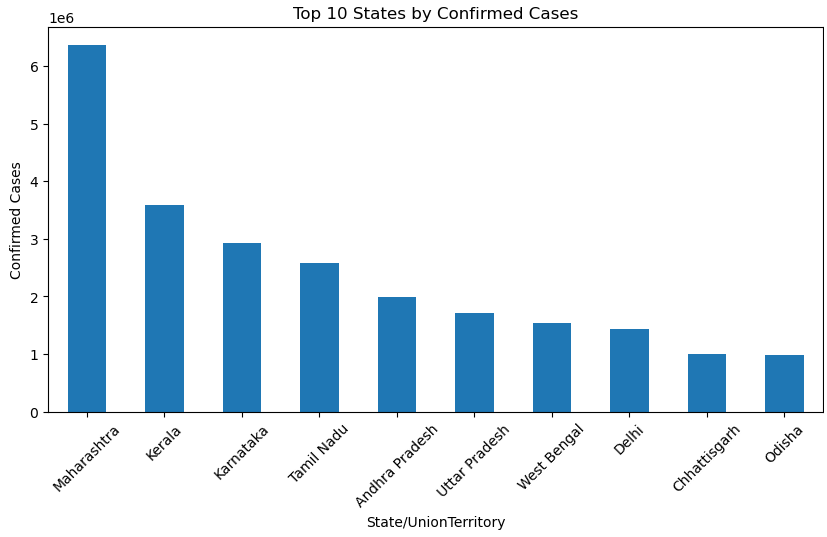 Top 10 States by Confirmed Cases
1e6
6
5
4
3
2
1
0
Confirmed Cases
Maharashtra
Kerala
Karnataka
Tamil Nadu
Andhra Pradesh
Uttar Pradesh
West Bengal
Delhi
Chhattisgarh
Odisha
State/UnionTerritory